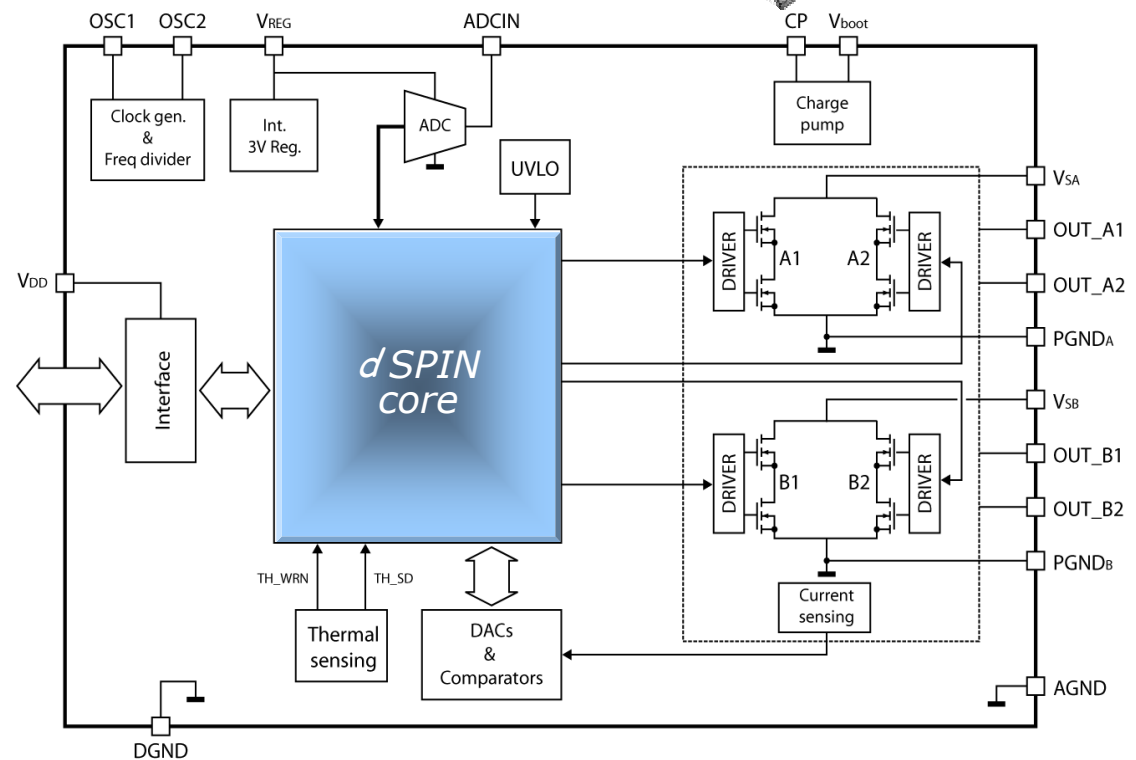 OSC1 OSC2 VREG ADCIN CP Vboot
Clock gen.
&
Freq divider
Int.
3V Reg.
ADC
Charge
pump
UVLO
VSA
OUT_A1
OUT_A2
PGNDA
DRIVER A1 A2 DRIVER
VDD
Interface
dSPIN
core
VSB
OUT_B1
OUT_B2
PGNDB
DRIVER B1 B2 DRIVER
TH_WRN TH_SD
Thermal
sensing
DACs
&
Comparators
Current
sensing
AGND
DGND